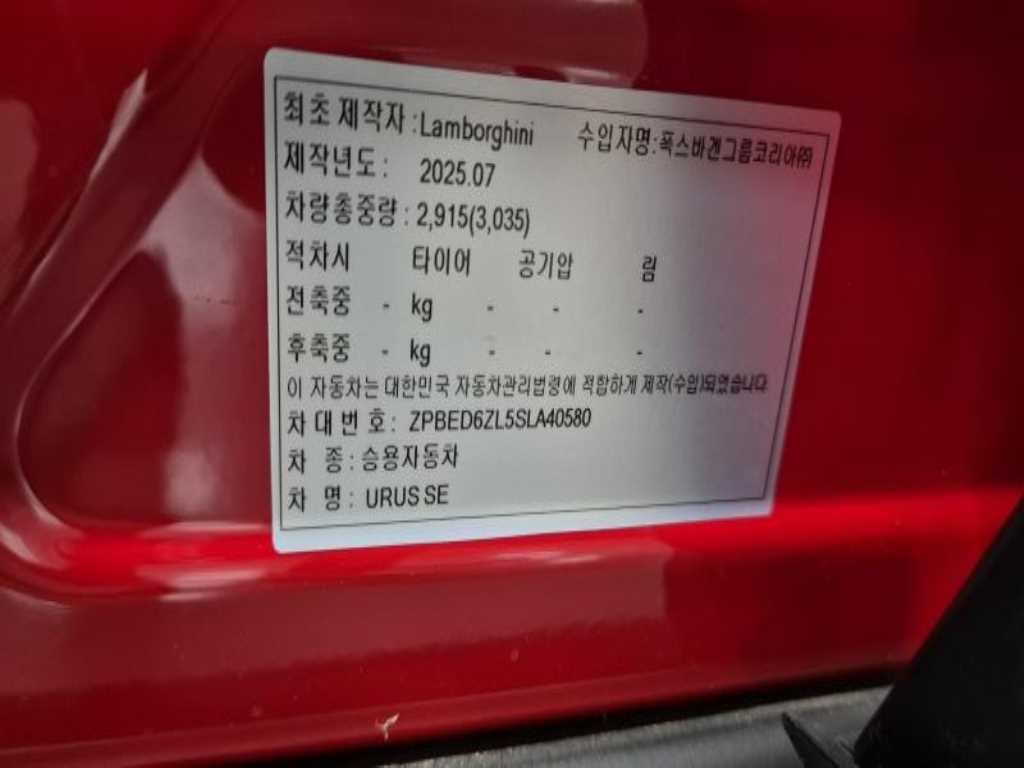 최초 제작자 : Lamborghini 수입자명:폭스바겐그룹코리아㈜
제작년도 : 2025.07
차량총중량 : 2,915(3,035)
적차시 타이어 공기압 림
전축중 - kg - - -
후축중 - kg - - -
이 자동차는 대한민국 자동차관리법령에 적합하게 제작(수입)되었습니다
차 대 번 호 : ZPBED6ZL5SLA40580
차 종 : 승용자동차
차 명 : URUS SE